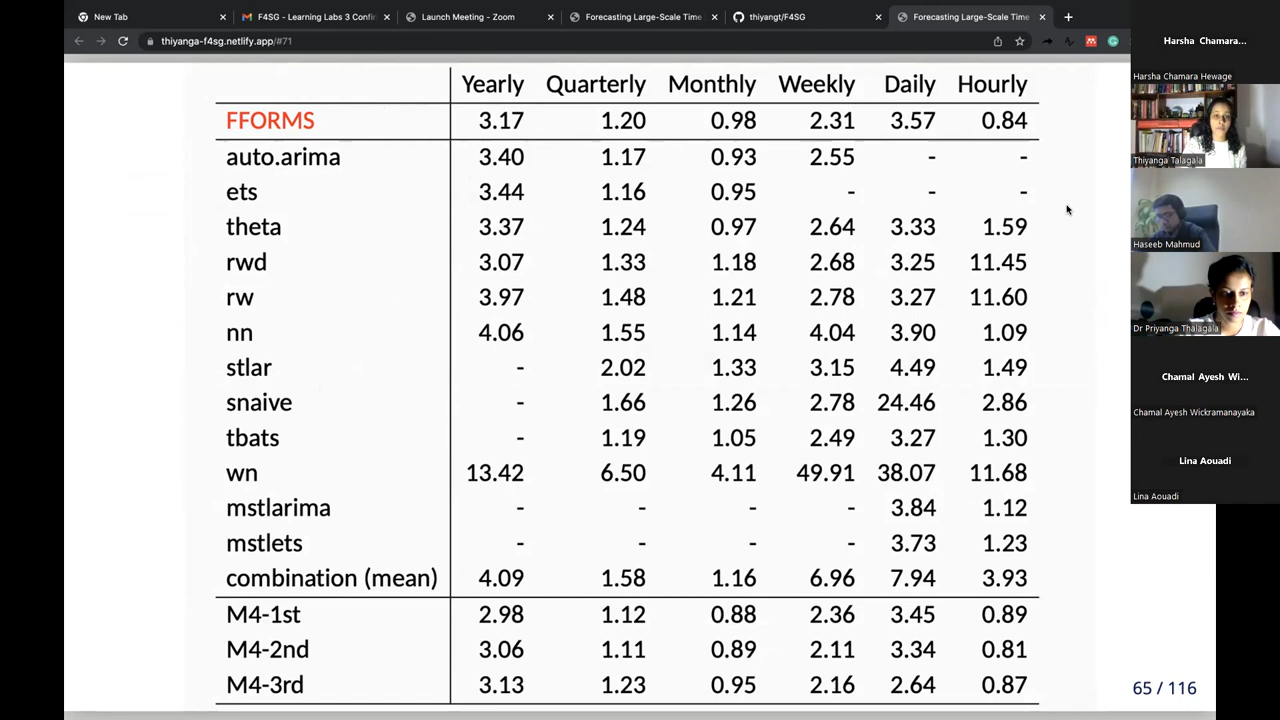 New Tab
F4SG - Learning Labs 3 Confir
Launch Meeting - Zoom
Forecasting Large-Scale Time
thiyangt/F4SG
Forecasting Large-Scale Time
thiyanga-f4sg.netlify.app/#71
Yearly Quarterly Monthly Weekly Daily Hourly
FFORMS 3.17 1.20 0.98 2.31 3.57 0.84
auto.arima 3.40 1.17 0.93 2.55 - -
ets 3.44 1.16 0.95 - - -
theta 3.37 1.24 0.97 2.64 3.33 1.59
rwd 3.07 1.33 1.18 2.68 3.25 11.45
rw 3.97 1.48 1.21 2.78 3.27 11.60
nn 4.06 1.55 1.14 4.04 3.90 1.09
stlar - 2.02 1.33 3.15 4.49 1.49
snaive - 1.66 1.26 2.78 24.46 2.86
tbats - 1.19 1.05 2.49 3.27 1.30
wn 13.42 6.50 4.11 49.91 38.07 11.68
mstlarima - - - - 3.84 1.12
mstlets - - - - 3.73 1.23
combination (mean) 4.09 1.58 1.16 6.96 7.94 3.93
M4-1st 2.98 1.12 0.88 2.36 3.45 0.89
M4-2nd 3.06 1.11 0.89 2.11 3.34 0.81
M4-3rd 3.13 1.23 0.95 2.16 2.64 0.87
65 / 116
Harsha Chamara...
Harsha Chamara Hewage
Thiyanga Talagala
Haseeb Mahmud
Dr Priyanga Thalagala
Chamal Ayesh Wi...
Chamal Ayesh Wickramanayaka
Lina Aouadi
Lina Aouadi